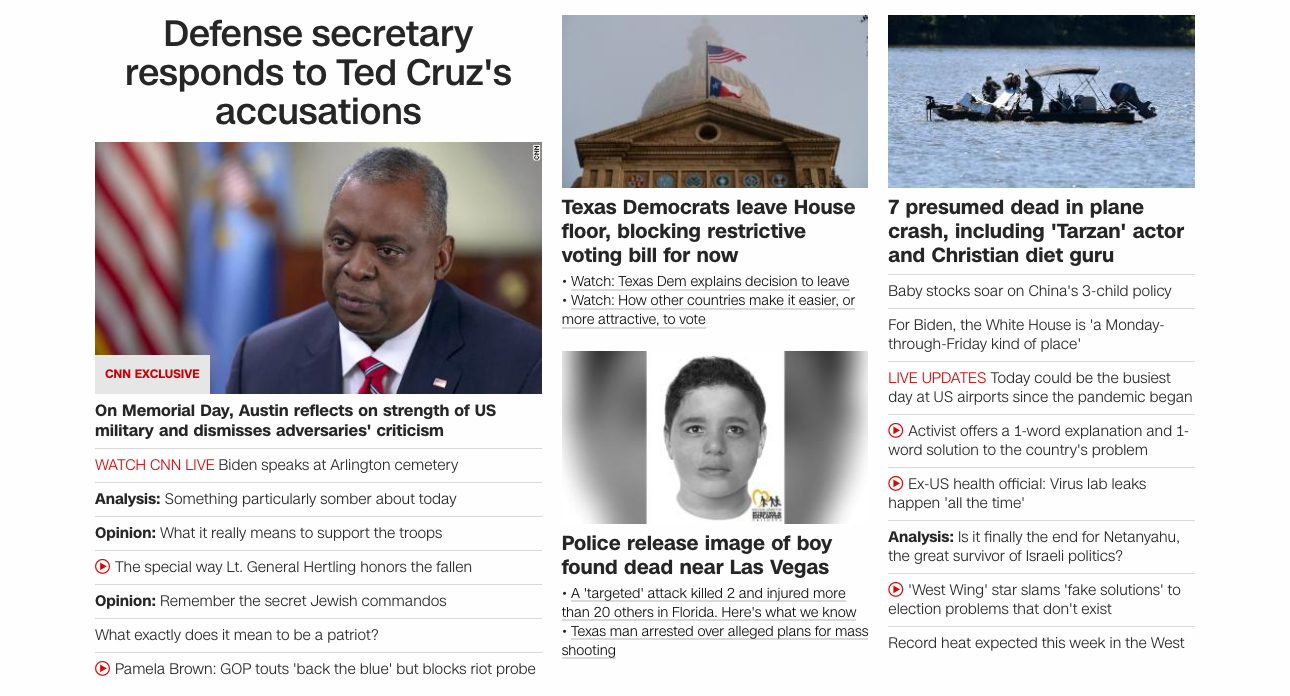 Defense secretary
responds to Ted Cruz's
accusations
CNN
CNN EXCLUSIVE
On Memorial Day, Austin reflects on strength of US
military and dismisses adversaries' criticism
WATCH CNN LIVE Biden speaks at Arlington cemetery
Analysis: Something particularly somber about today
Opinion: What it really means to support the troops
The special way Lt. General Hertling honors the fallen
Opinion: Remember the secret Jewish commandos
What exactly does it mean to be a patriot?
Pamela Brown: GOP touts 'back the blue' but blocks riot probe
Texas Democrats leave House
floor, blocking restrictive
voting bill for now
• Watch: Texas Dem explains decision to leave
• Watch: How other countries make it easier, or
more attractive, to vote
Police release image of boy
found dead near Las Vegas
• A 'targeted' attack killed 2 and injured more
than 20 others in Florida. Here's what we know
• Texas man arrested over alleged plans for mass
shooting
7 presumed dead in plane
crash, including 'Tarzan' actor
and Christian diet guru
Baby stocks soar on China's 3-child policy
For Biden, the White House is 'a Monday-
through-Friday kind of place'
LIVE UPDATES Today could be the busiest
day at US airports since the pandemic began
Activist offers a 1-word explanation and 1-
word solution to the country's problem
Ex-US health official: Virus lab leaks
happen 'all the time'
Analysis: Is it finally the end for Netanyahu,
the great survivor of Israeli politics?
'West Wing' star slams 'fake solutions' to
election problems that don't exist
Record heat expected this week in the West